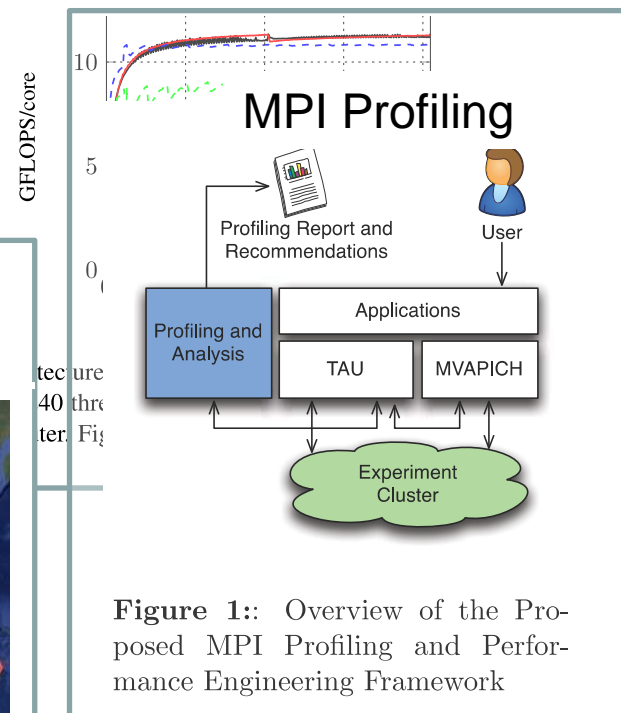 10
GFLOPS/core
MPI Profiling
5
Profiling Report and
Recommendations
User
0
Applications
Profiling and
Analysis
TAU
MVAPICH
tecture
40 thre
ter. Fig
Experiment
Cluster
Figure 1:: Overview of the Pro-
posed MPI Profiling and Perfor-
mance Engineering Framework